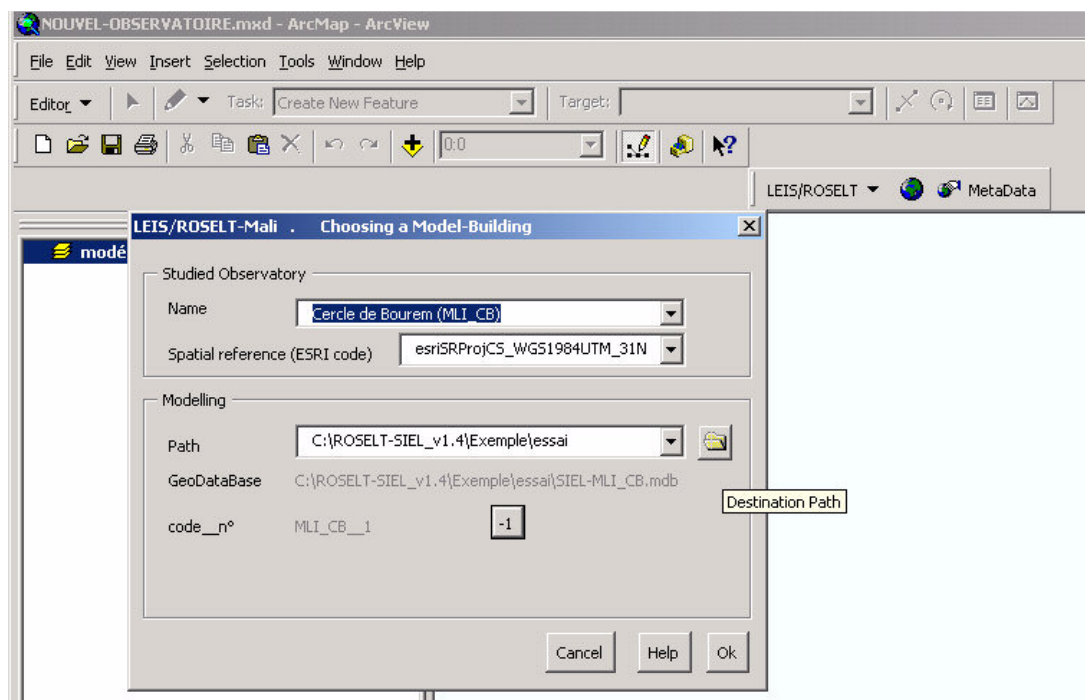 NOUVEL-OBSERVATOIRE.mxd - ArcMap - ArcView
File Edit View Insert Selection Tools Window Help
Editor Task: Create New Feature Target:
0:0
LEIS/ROSELT MetaData
LEIS/ROSELT-Mali . Choosing a Model-Building
modé
Studied Observatory
Name Cercle de Bourem (MLI_CB)
Spatial reference (ESRI code) esriSRProjCS_WGS1984UTM_31N
Modelling
Path C:\ROSELT-SIEL_v1.4\Exemple\essai
GeoDataBase C:\ROSELT-SIEL_v1.4\Exemple\essai\SIEL-MLI_CB.mdb
Destination Path
code__n° MLI_CB__1 -1
Cancel Help Ok